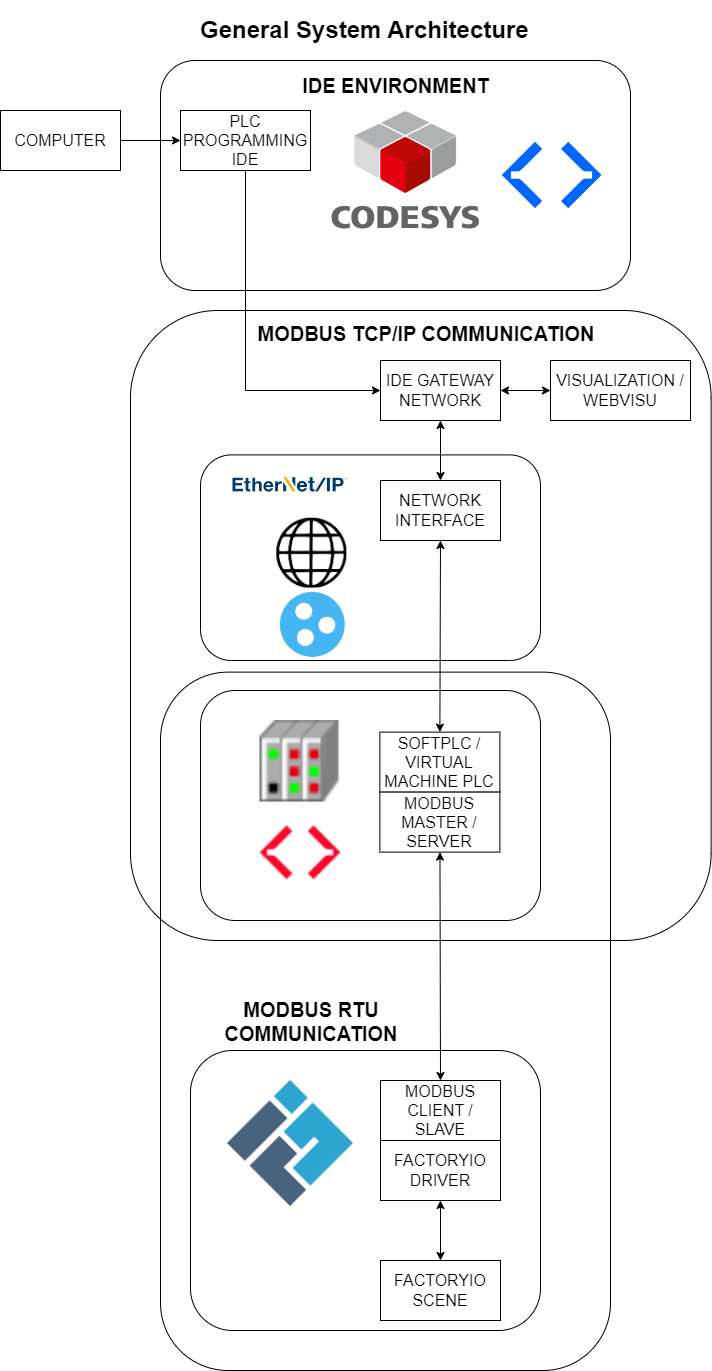 General System Architecture
IDE ENVIRONMENT
COMPUTER
PLC
PROGRAMMING
IDE
CODESYS
MODBUS TCP/IP COMMUNICATION
IDE GATEWAY
NETWORK
VISUALIZATION /
WEBVISU
EtherNet/IP
NETWORK
INTERFACE
SOFTPLC /
VIRTUAL
MACHINE PLC
MODBUS
MASTER /
SERVER
MODBUS RTU
COMMUNICATION
MODBUS
CLIENT /
SLAVE
FACTORYIO
DRIVER
FACTORYIO
SCENE